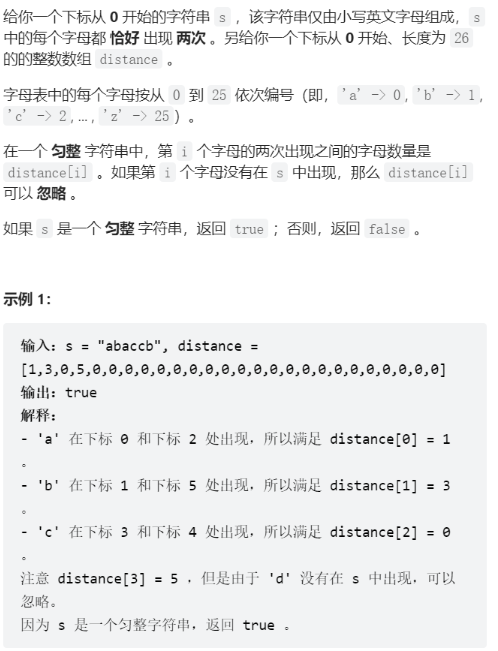 给你一个下标从 0 开始的字符串 s ，该字符串仅由小写英文字母组成，s
中的每个字母都 恰好 出现 两次 。另给你一个下标从 0 开始、长度为 26
的的整数数组 distance 。
字母表中的每个字母按从 0 到 25 依次编号（即，'a' -> 0, 'b' -> 1,
'c' -> 2, ... , 'z' -> 25）。
在一个 匀整 字符串中，第 i 个字母的两次出现之间的字母数量是
distance[i] 。如果第 i 个字母没有在 s 中出现，那么 distance[i]
可以 忽略 。
如果 s 是一个 匀整 字符串，返回 true ；否则，返回 false 。
示例 1：
输入：s = "abaccb", distance =
[1,3,0,5,0,0,0,0,0,0,0,0,0,0,0,0,0,0,0,0,0,0,0,0,0,0]
输出：true
解释：
- 'a' 在下标 0 和下标 2 处出现，所以满足 distance[0] = 1
。
- 'b' 在下标 1 和下标 5 处出现，所以满足 distance[1] = 3
。
- 'c' 在下标 3 和下标 4 处出现，所以满足 distance[2] = 0
。
注意 distance[3] = 5 ，但是由于 'd' 没有在 s 中出现，可以
忽略。
因为 s 是一个匀整字符串，返回 true 。